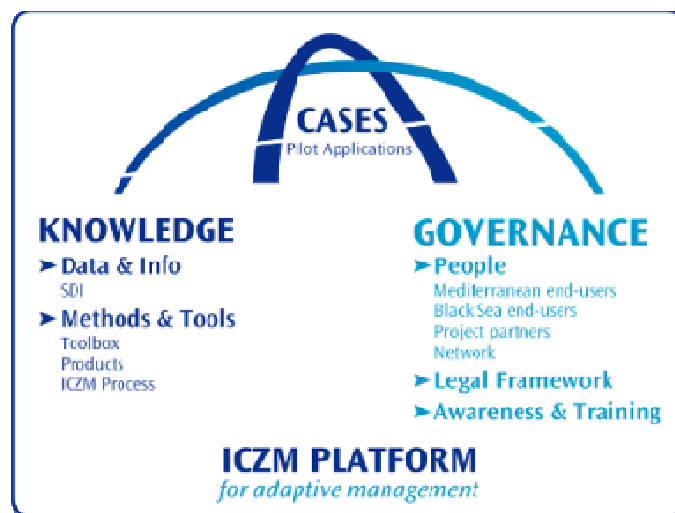 CASES
Pilot Applications
KNOWLEDGE
➤ Data & Info
SDI
➤ Methods & Tools
Toolbox
Products
ICZM Process
GOVERNANCE
➤ People
Mediterranean end-users
Black Sea end-users
Project partners
Network
➤ Legal Framework
➤ Awareness & Training
ICZM PLATFORM
for adaptive management